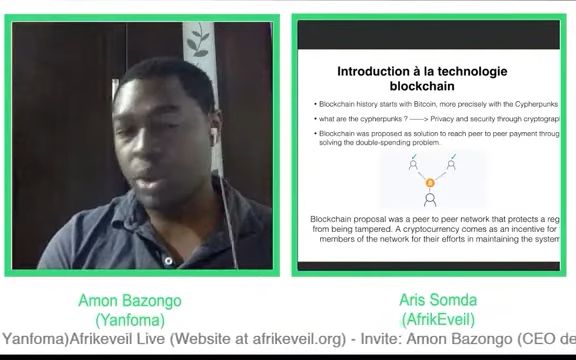 Introduction à la technologie
blockchain
• Blockchain history starts with Bitcoin, more precisely with the Cypherpunks
• what are the cypherpunks ? ——> Privacy and security through cryptograp
• Blockchain was proposed as solution to reach peer to peer payment throug
solving the double-spending problem.
Blockchain proposal was a peer to peer network that protects a reg
from being tampered. A cryptocurrency comes as an incentive for
members of the network for their efforts in maintaining the system
Amon Bazongo
(Yanfoma)
Aris Somda
(AfrikEveil)
Yanfoma)Afrikeveil Live (Website at afrikeveil.org) - Invite: Amon Bazongo (CEO de